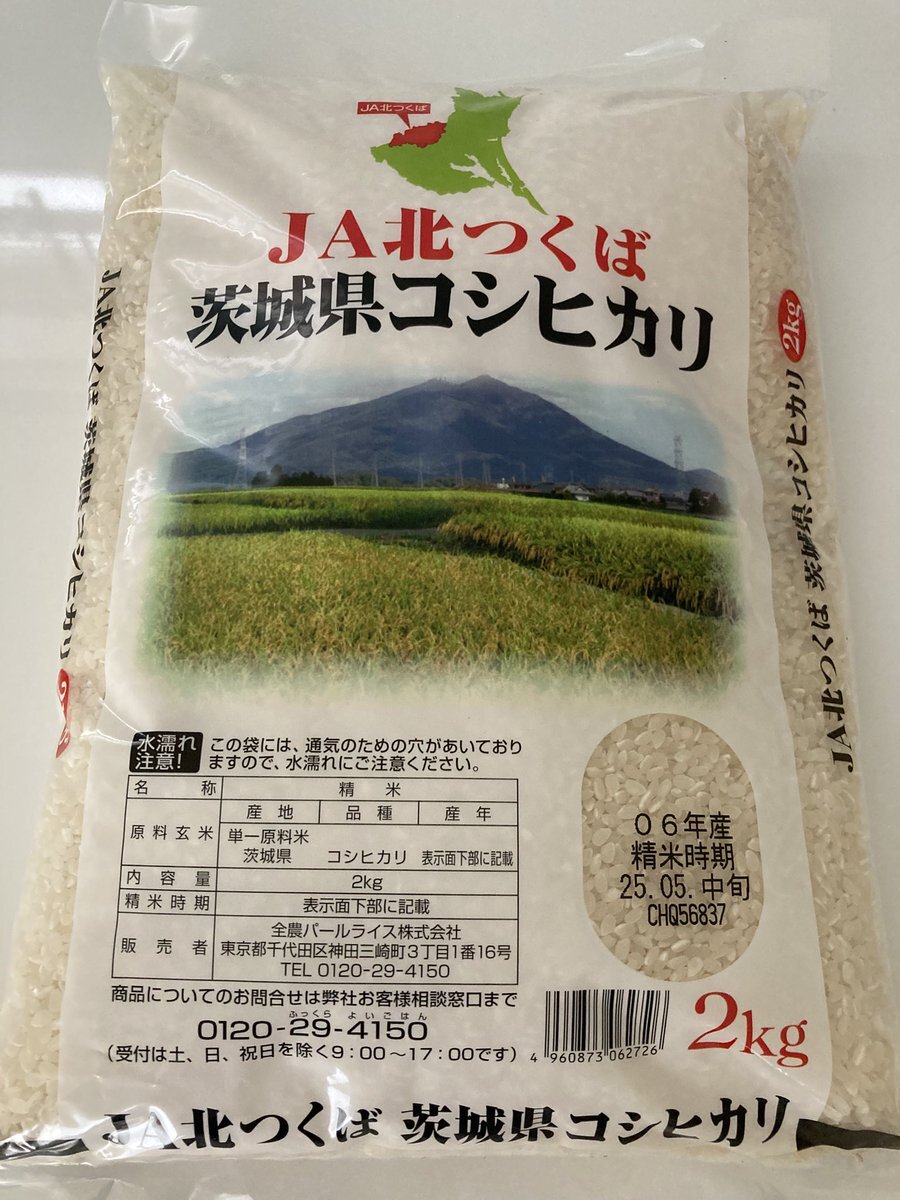 JA北つくば
JA北つくば
茨城県コシヒカリ
2kg
JA北つくば 茨城県コシヒカリ
JA北つくば 茨城県コシヒカリ
水濡れ
注意!
この袋には、通気のための穴があいており
ますので、水濡れにご注意ください。
名称 精米
産地 品種 産年
原料玄米 単一原料米
茨城県 コシヒカリ 表示面下部に記載
内容量 2kg
精米時期 表示面下部に記載
全農パールライス株式会社
販売者 東京都千代田区神田三崎町3丁目1番16号
TEL 0120-29-4150
06年産
精米時期
25.05.中旬
CHQ56837
商品についてのお問合せは弊社お客様相談窓口まで
ふっくら よいごはん
0120-29-4150
(受付は土、日、祝日を除く9:00~17:00です)
4 960873 062726
2kg
JA北つくば 茨城県コシヒカリ